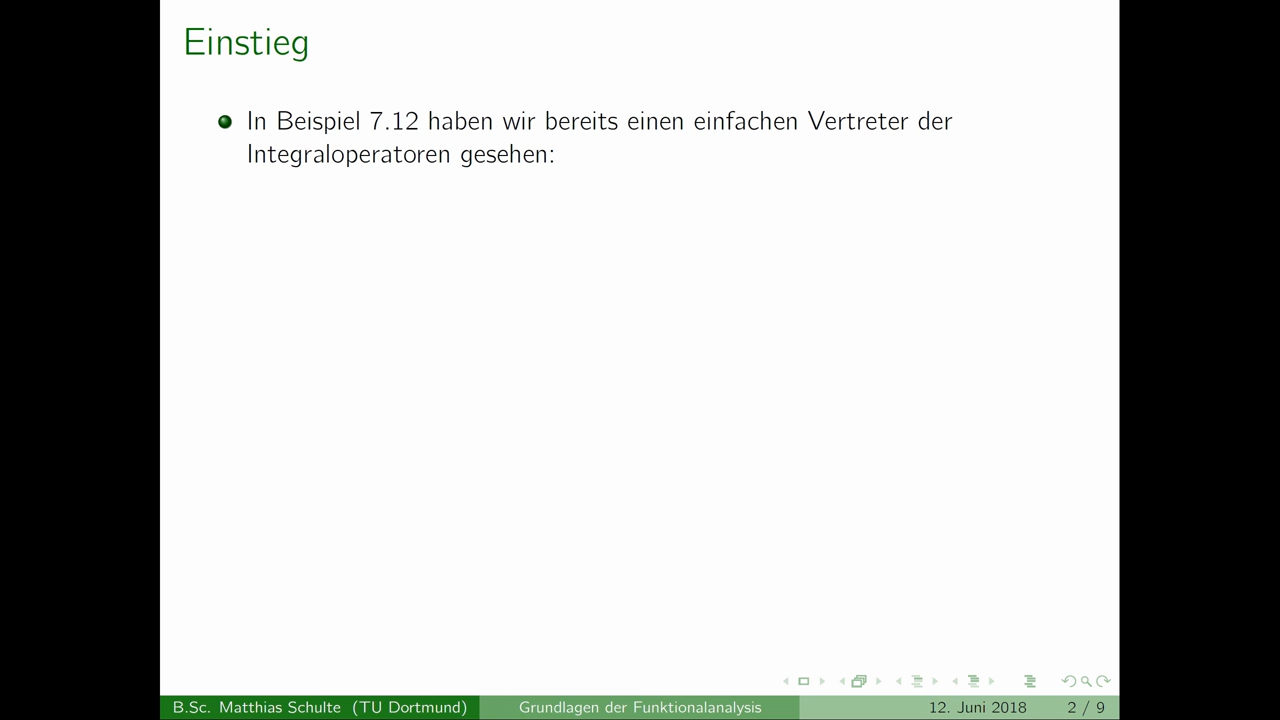 Einstieg
In Beispiel 7.12 haben wir bereits einen einfachen Vertreter der
Integraloperatoren gesehen:
B.Sc. Matthias Schulte (TU Dortmund) Grundlagen der Funktionalanalysis 12. Juni 2018 2 / 9